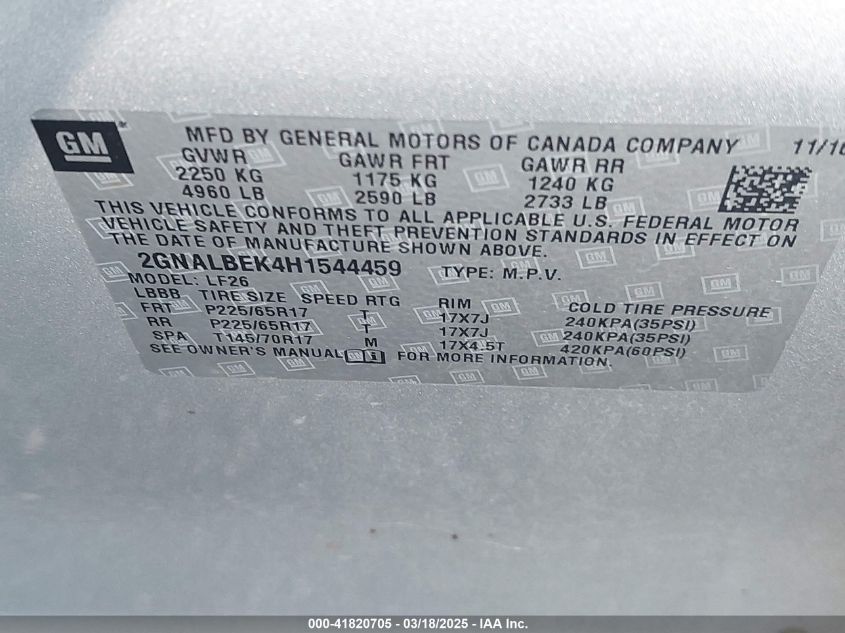 GM
MFD BY GENERAL MOTORS OF CANADA COMPANY 11/16
GVWR GAWR FRT GAWR RR
2250 KG 1175 KG 1240 KG
4960 LB 2590 LB 2733 LB
THIS VEHICLE CONFORMS TO ALL APPLICABLE U.S. FEDERAL MOTOR
VEHICLE SAFETY AND THEFT PREVENTION STANDARDS IN EFFECT ON
THE DATE OF MANUFACTURE SHOWN ABOVE.
2GNALBEK4H1544459 TYPE: M.P.V.
MODEL: LF26
LBBB TIRE SIZE SPEED RTG RIM COLD TIRE PRESSURE
FRT P225/65R17 T 17X7J 240KPA(35PSI)
RR P225/65R17 T 17X7J 240KPA(35PSI)
SPA T145/70R17 M 17X4.5T 420KPA(60PSI)
SEE OWNER'S MANUAL FOR MORE INFORMATION.
000-41820705 - 03/18/2025 - IAA Inc.